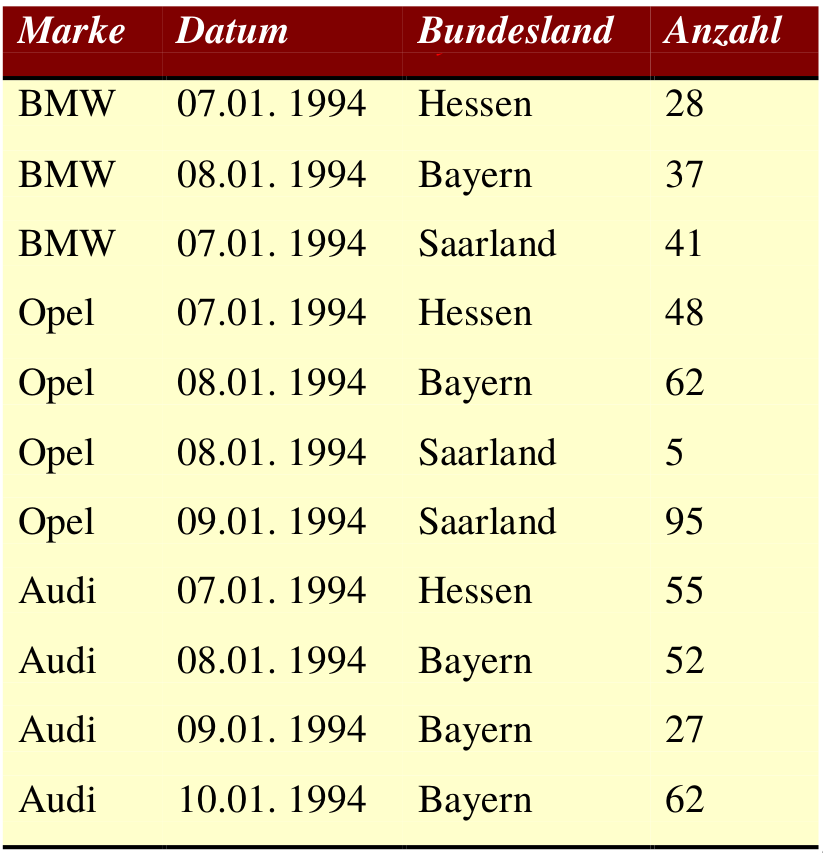 Marke Datum Bundesland Anzahl
BMW 07.01. 1994 Hessen 28
BMW 08.01. 1994 Bayern 37
BMW 07.01. 1994 Saarland 41
Opel 07.01. 1994 Hessen 48
Opel 08.01. 1994 Bayern 62
Opel 08.01. 1994 Saarland 5
Opel 09.01. 1994 Saarland 95
Audi 07.01. 1994 Hessen 55
Audi 08.01. 1994 Bayern 52
Audi 09.01. 1994 Bayern 27
Audi 10.01. 1994 Bayern 62